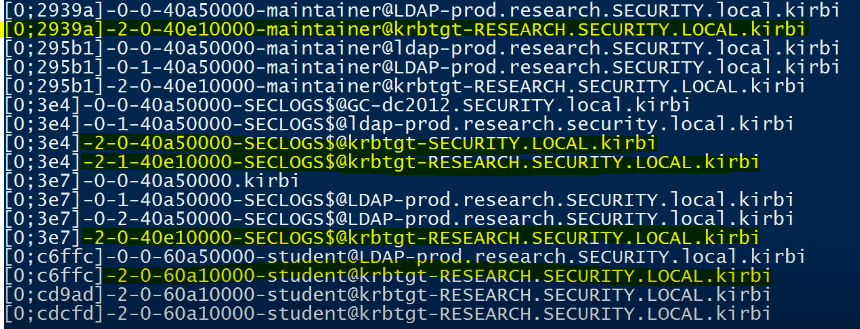 [0;2939a]-0-0-40a50000-maintainer@LDAP-prod.research.SECURITY.local.kirbi
[0;2939a]-2-0-40e10000-maintainer@krbtgt-RESEARCH.SECURITY.LOCAL.kirbi
[0;295b1]-0-0-40a50000-maintainer@ldap-prod.research.SECURITY.local.kirbi
[0;295b1]-0-1-40a50000-maintainer@LDAP-prod.research.SECURITY.local.kirbi
[0;295b1]-2-0-40e10000-maintainer@krbtgt-RESEARCH.SECURITY.LOCAL.kirbi
[0;3e4]-0-0-40a50000-SECLOGS$@GC-dc2012.SECURITY.local.kirbi
[0;3e4]-0-1-40a50000-SECLOGS$@ldap-prod.research.security.local.kirbi
[0;3e4]-2-0-40a50000-SECLOGS$@krbtgt-SECURITY.LOCAL.kirbi
[0;3e4]-2-1-40e10000-SECLOGS$@krbtgt-RESEARCH.SECURITY.LOCAL.kirbi
[0;3e7]-0-0-40a50000.kirbi
[0;3e7]-0-1-40a50000-SECLOGS$@LDAP-prod.research.SECURITY.local.kirbi
[0;3e7]-0-2-40a50000-SECLOGS$@LDAP-prod.research.SECURITY.local.kirbi
[0;3e7]-2-0-40e10000-SECLOGS$@krbtgt-RESEARCH.SECURITY.LOCAL.kirbi
[0;c6ffc]-0-0-60a50000-student@LDAP-prod.research.SECURITY.local.kirbi
[0;c6ffc]-2-0-60a10000-student@krbtgt-RESEARCH.SECURITY.LOCAL.kirbi
[0;cd9ad]-2-0-60a10000-student@krbtgt-RESEARCH.SECURITY.LOCAL.kirbi
[0;cdcfd]-2-0-60a10000-student@krbtgt-RESEARCH.SECURITY.LOCAL.kirbi